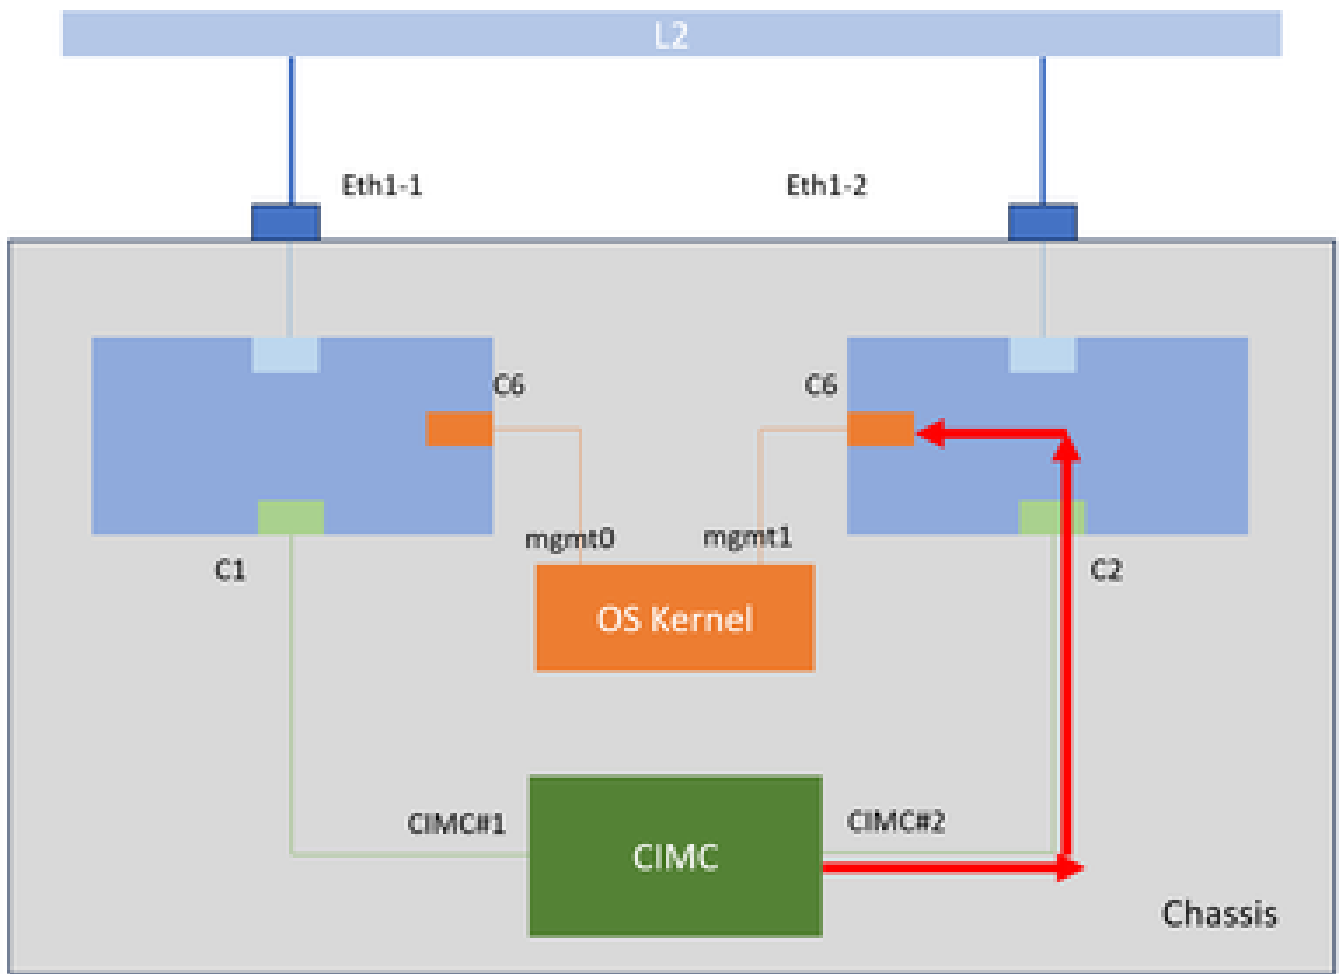 L2
Eth1-1
Eth1-2
C6
C6
mgmt0
mgmt1
C1
C2
OS Kernel
CIMC#1
CIMC#2
CIMC
Chassis